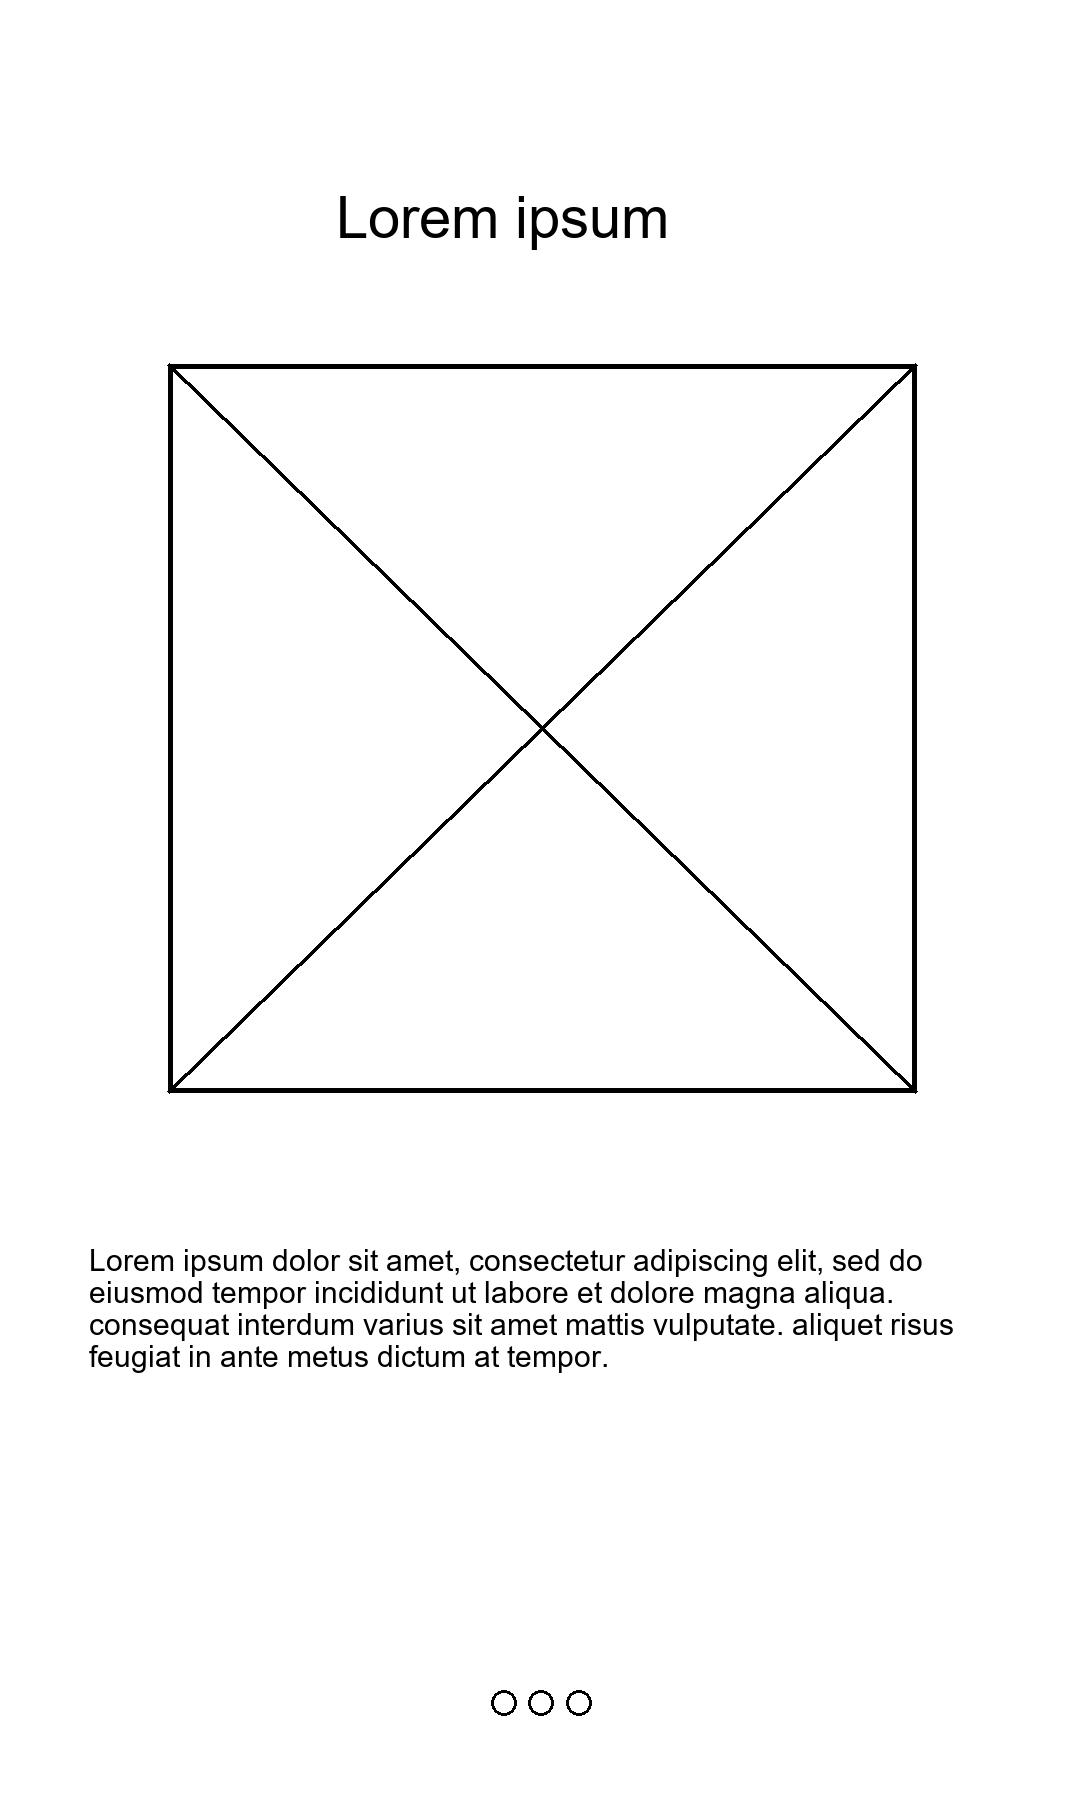 Lorem ipsum
Lorem ipsum dolor sit amet, consectetur adipiscing elit, sed do
eiusmod tempor incididunt ut labore et dolore magna aliqua.
consequat interdum varius sit amet mattis vulputate. aliquet risus
feugiat in ante metus dictum at tempor.